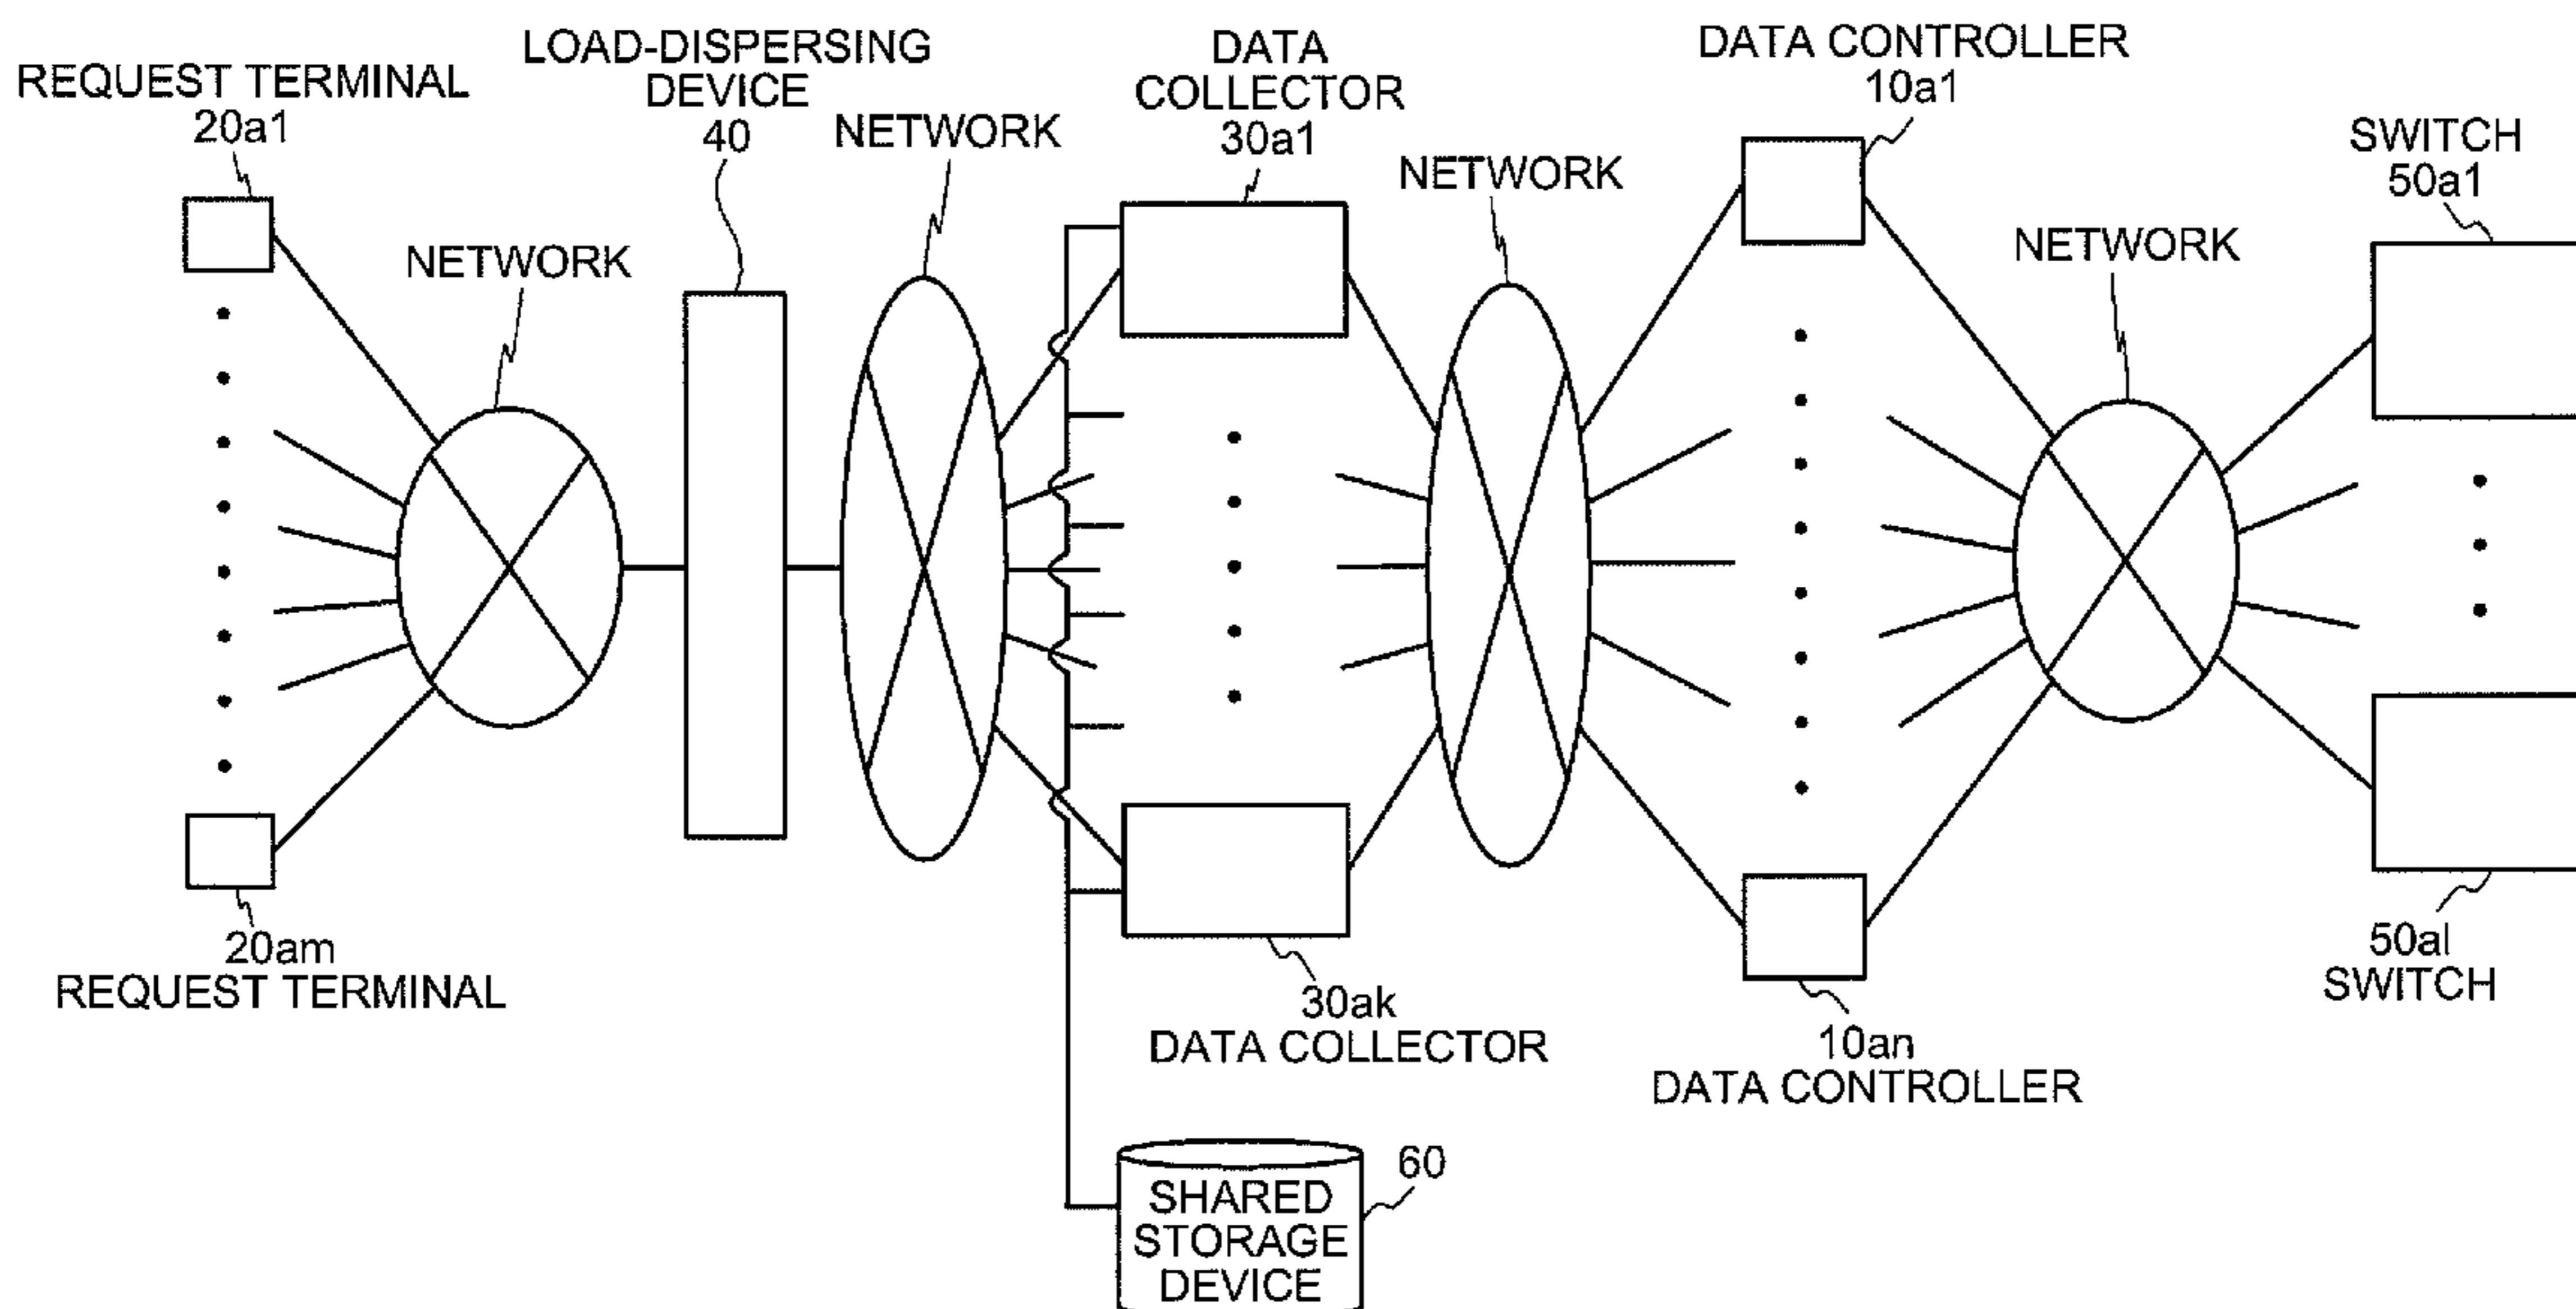 REQUEST TERMINAL
20a1
LOAD-DISPERSING
DEVICE
40
NETWORK
NETWORK
DATA
COLLECTOR
30a1
NETWORK
DATA CONTROLLER
10a1
NETWORK
SWITCH
50a1
20am
REQUEST TERMINAL
30ak
DATA COLLECTOR
10an
DATA CONTROLLER
50al
SWITCH
60
SHARED
STORAGE
DEVICE